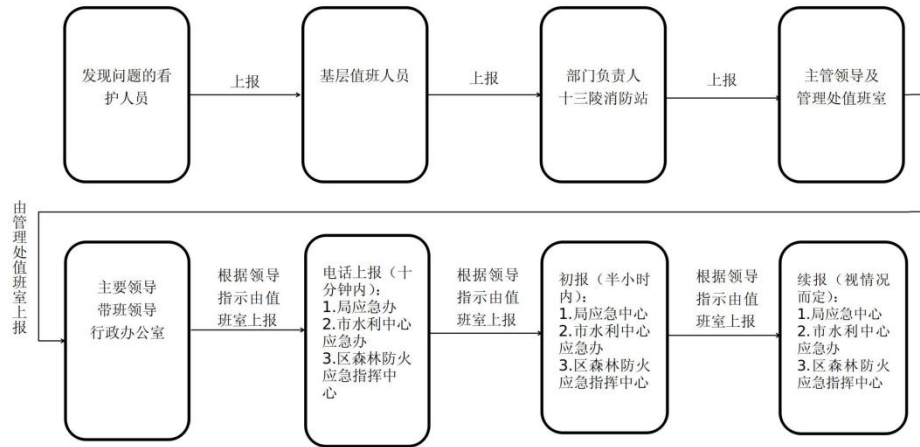 发现问题的看
护人员
上报
基层值班人员
上报
部门负责人
十三陵消防站
上报
主管领导及
管理处值班室
由管理处值班室上报
主要领导
带班领导
行政办公室
根据领导
指示由值
班室上报
电话上报（十
分钟内）：
1.局应急办
2.市水利中心
应急办
3.区森林防火
应急指挥中
心
根据领导
指示由值
班室上报
初报（半小时
内）：
1.局应急中心
2.市水利中心
应急办
3.区森林防火
应急指挥中心
根据领导
指示由值
班室上报
续报（视情况
而定）：
1.局应急中心
2.市水利中心
应急办
3.区森林防火
应急指挥中心